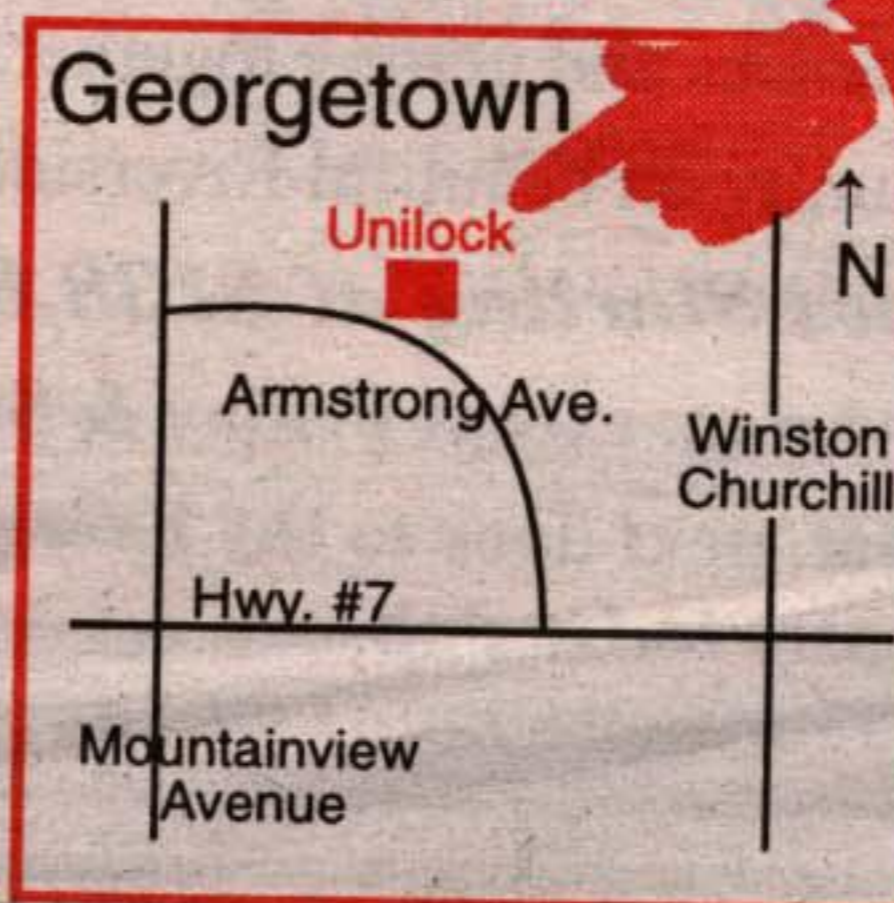 Georgetown
Unilock
N
Armstrong Ave.
Winston
Churchill
Hwy. #7
Mountainview
Avenue